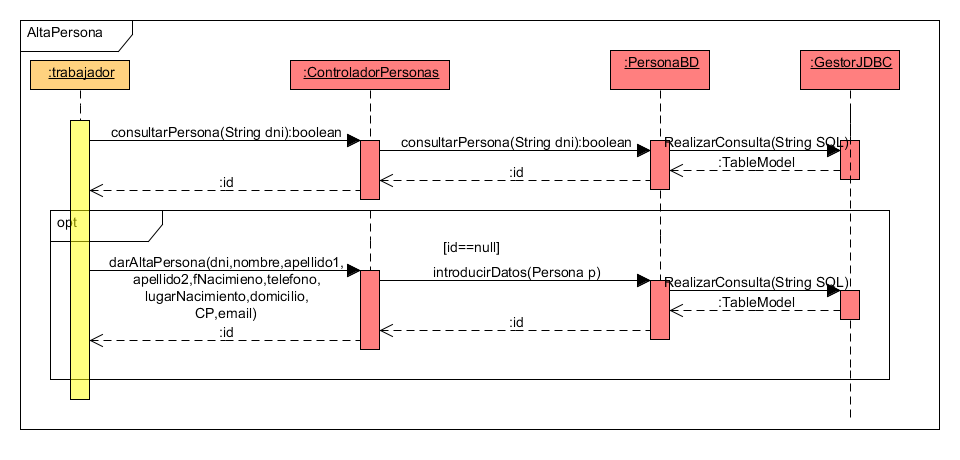 AltaPersona
:trabajador
:ControladorPersonas
:PersonaBD
:GestorJDBC
consultarPersona(String dni):boolean
consultarPersona(String dni):boolean
RealizarConsulta(String SQL)
:TableModel
:id
:id
opt
[id==null]
darAltaPersona(dni,nombre,apellido1,
apellido2,fNacimieno,telefono,
lugarNacimiento,domicilio,
CP,email)
introducirDatos(Persona p)
RealizarConsulta(String SQL)
:TableModel
:id
:id